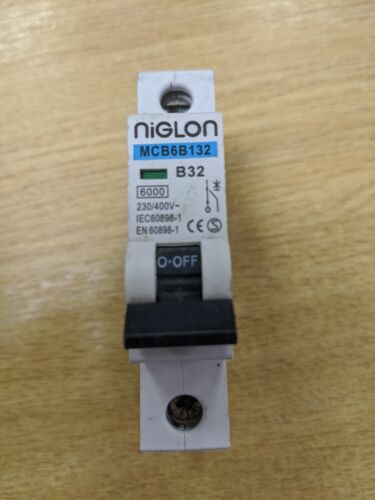 NiGLON
MCB6B132
B32
6000
230/400V~
IEC60898-1
EN 60898-1
CE S
O-OFF